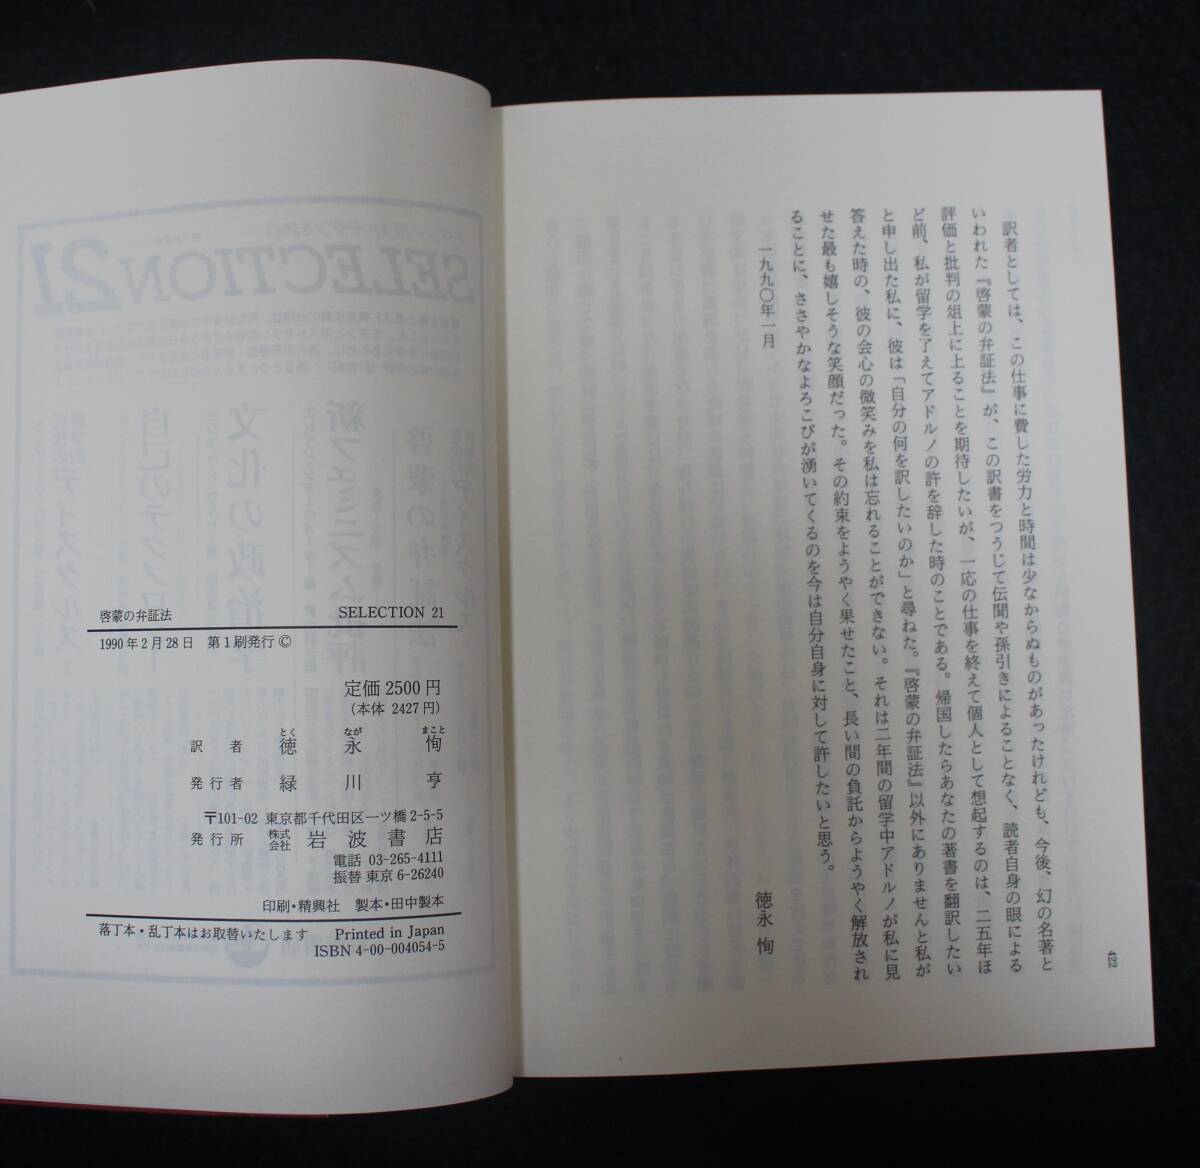 訳者としては、この仕事に費した労力と時間は少なからぬものがあったけれども、今後、幻の名著と
いわれた『啓蒙の弁証法』が、この訳書をつうじて伝聞や孫引きによることなく、読者自身の眼による
評価と批判の俎上に上ることを期待したいが、一応の仕事を終えて個人として想起するのは、二五年ほ
ど前、私が留学を了えてアドルノの許を辞した時のことである。帰国したらあなたの著書を翻訳したい
と申し出た私に、彼は「自分の何を訳したいのか」と尋ねた。『啓蒙の弁証法』以外にありませんと私が
答えた時の、彼の会心の微笑みを私は忘れることができない。それは二年間の留学中アドルノが私に見
せた最も嬉しそうな笑顔だった。その約束をようやく果せたこと、長い間の負託からようやく解放され
ることに、ささやかなよろこびが湧いてくるのを今は自分自身に対して許したいと思う。
一九九〇年一月
徳永 恂
422
啓蒙の弁証法 SELECTION 21
1990年2月28日 第1刷発行 ©
定価 2500円
(本体 2427円)
とく なが まこと
訳者 徳永恂
発行者 緑川亨
〒101-02 東京都千代田区一ツ橋 2-5-5
発行所 株式会社 岩波書店
電話 03-265-4111
振替 東京 6-26240
印刷・精興社 製本・田中製本
落丁本・乱丁本はお取替いたします Printed in Japan
ISBN 4-00-004054-5
SELECTION21
啓蒙の弁証法
新フェミニズム批評
文化の政治学